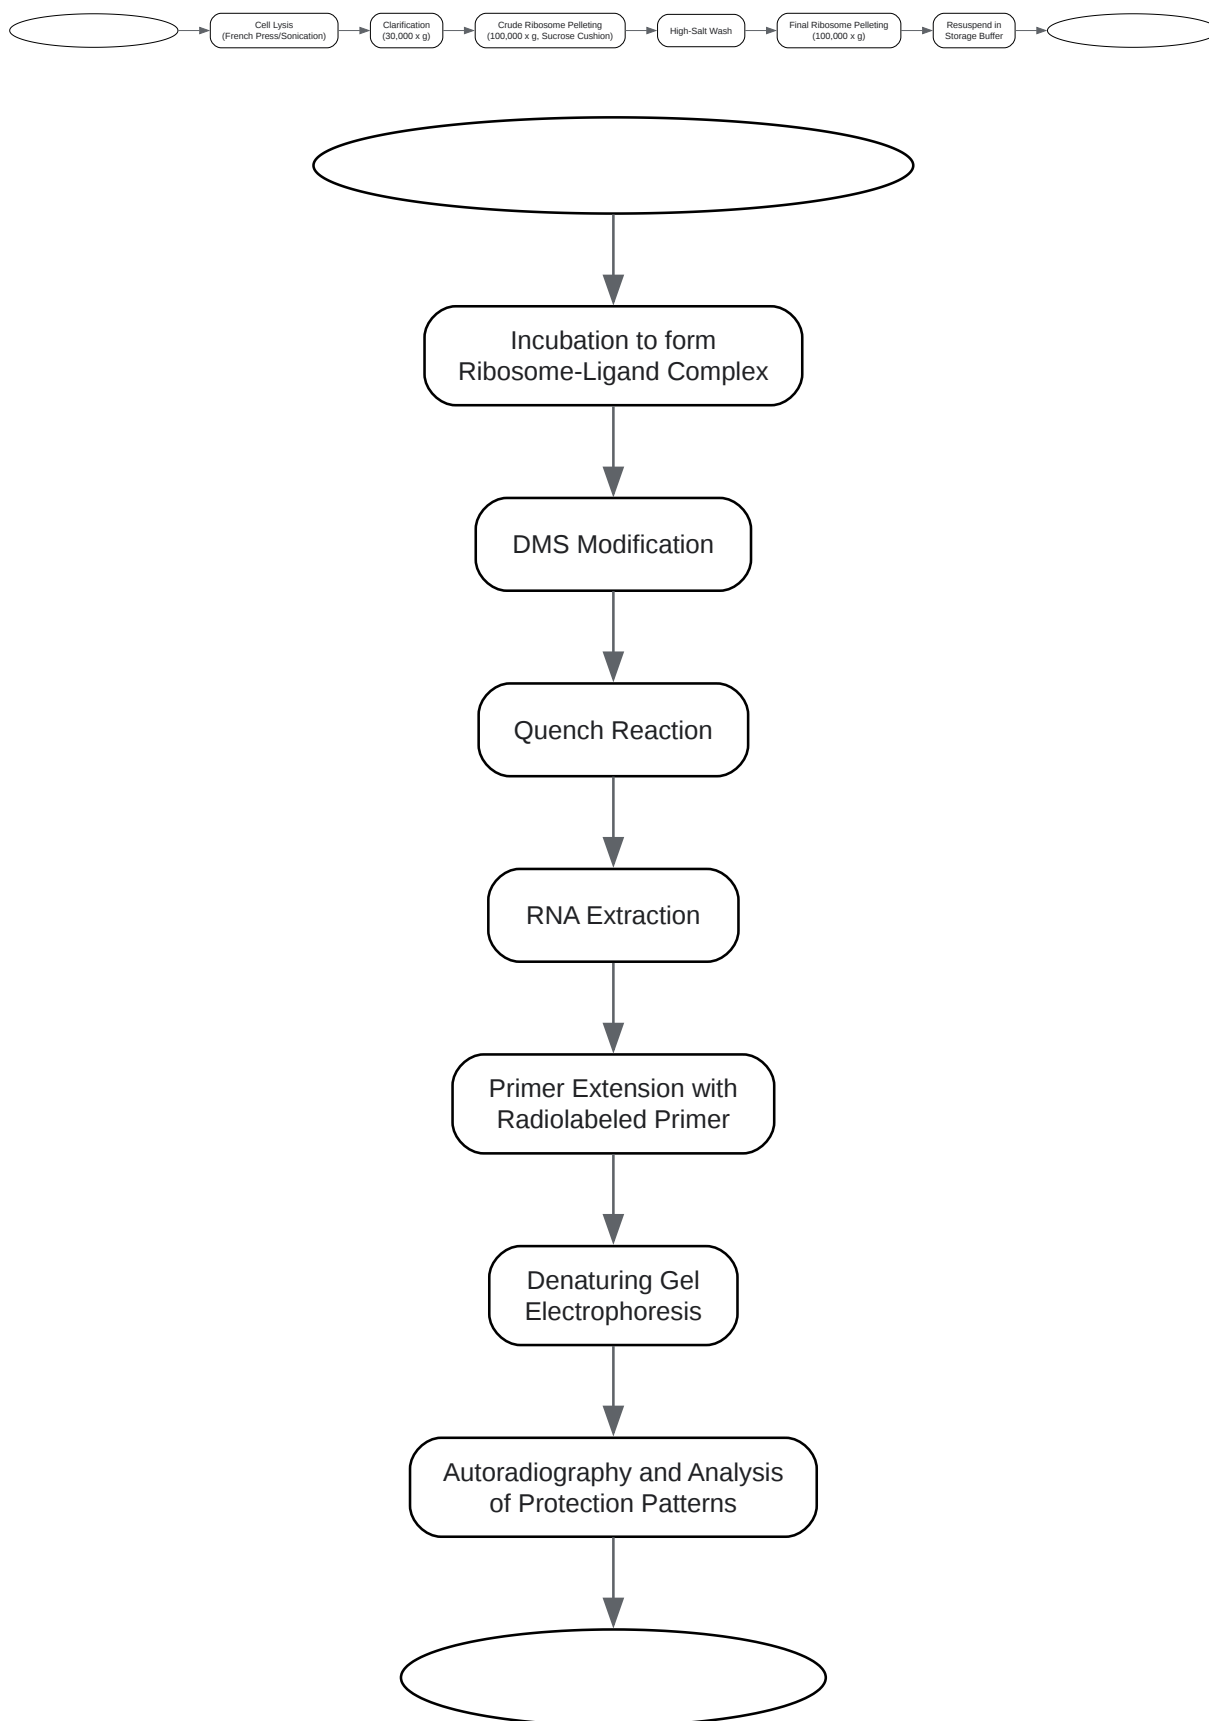 Cell Lysis
(French Press/Sonication)
Clarification
(30,000 x g)
Crude Ribosome Pelleting
(100,000 x g, Sucrose Cushion)
High-Salt Wash
Final Ribosome Pelleting
(100,000 x g)
Resuspend in
Storage Buffer
Incubation to form
Ribosome-Ligand Complex
DMS Modification
Quench Reaction
RNA Extraction
Primer Extension with
Radiolabeled Primer
Denaturing Gel
Electrophoresis
Autoradiography and Analysis
of Protection Patterns